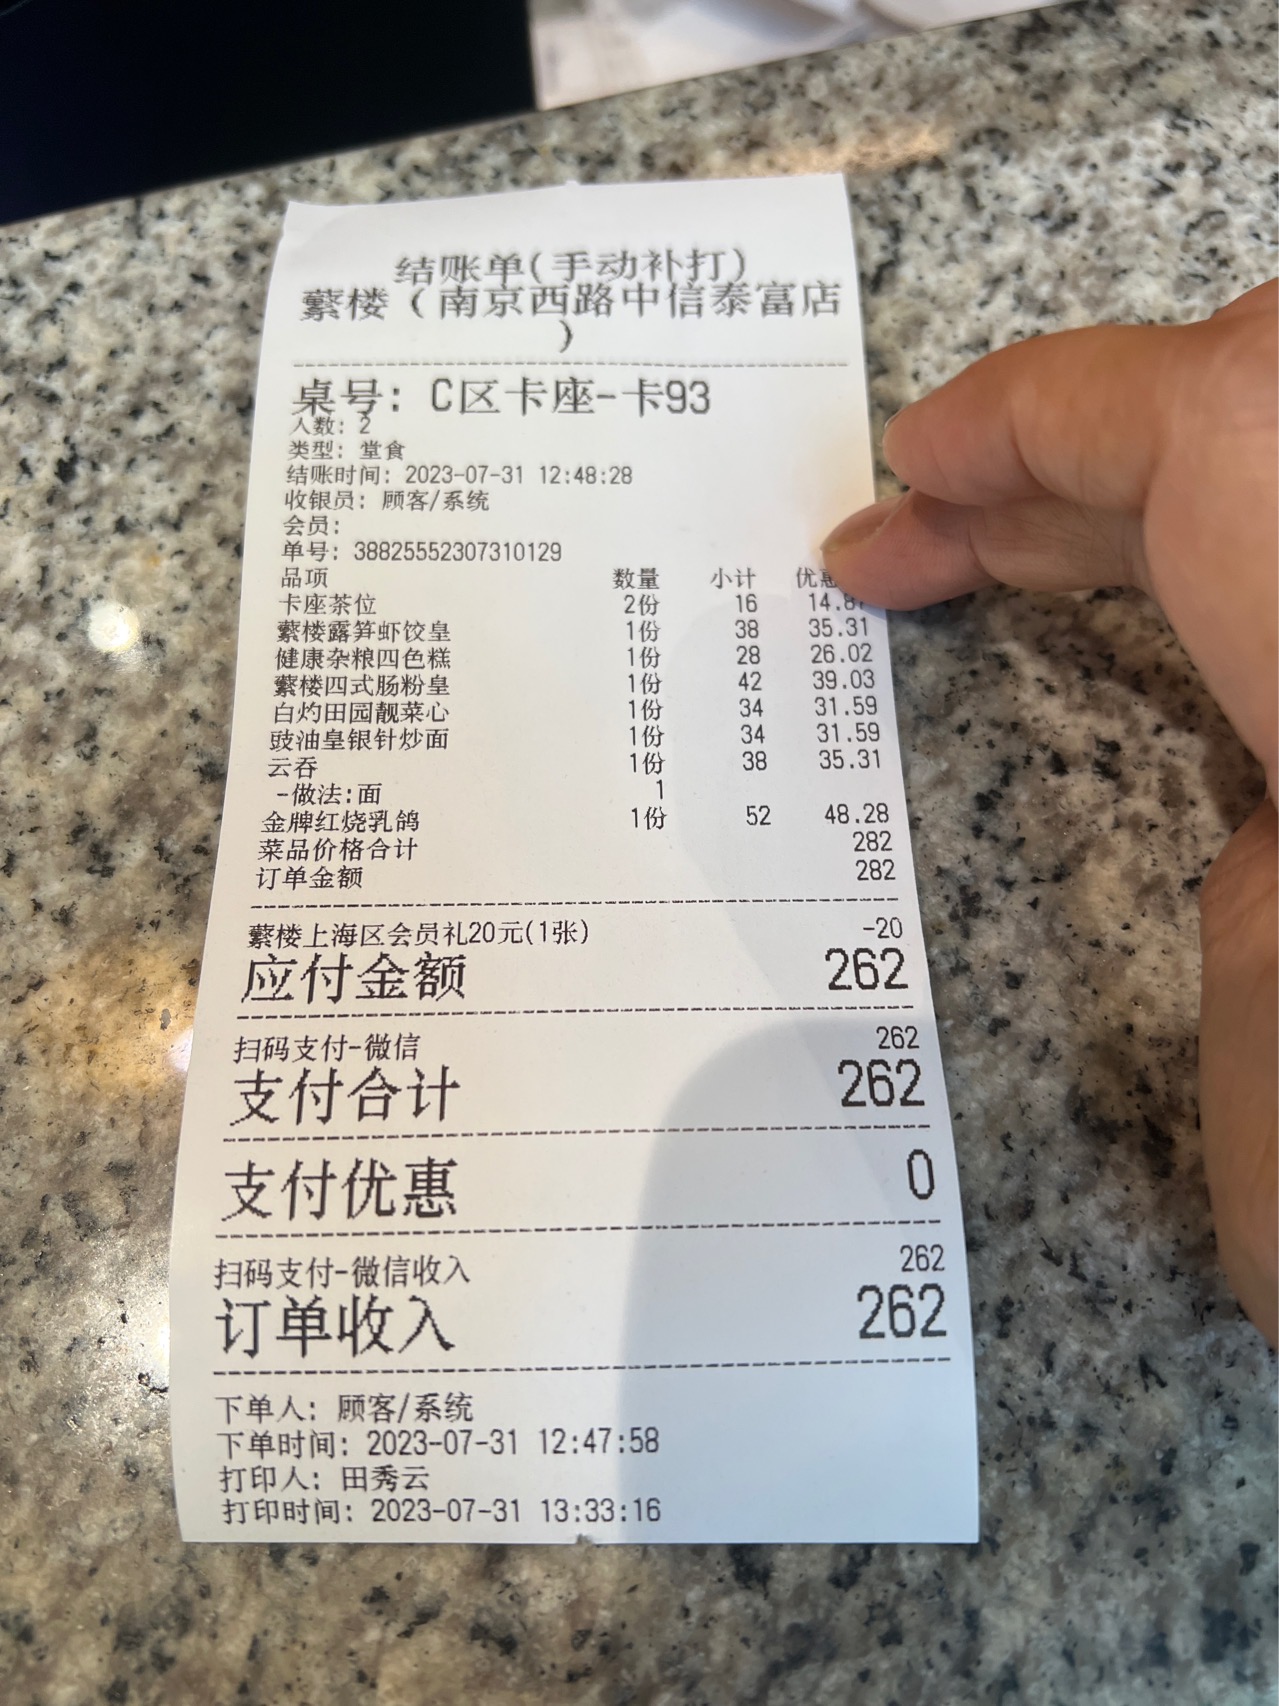 结账单(手动补打)
蘩楼（南京西路中信泰富店
）
桌号: C区卡座-卡93
人数: 2
类型: 堂食
结账时间: 2023-07-31 12:48:28
收银员: 顾客/系统
会员:
单号: 38825552307310129
品项 数量 小计 优惠
卡座茶位 2份 16 14.87
蘩楼露笋虾饺皇 1份 38 35.31
健康杂粮四色糕 1份 28 26.02
蘩楼四式肠粉皇 1份 42 39.03
白灼田园靓菜心 1份 34 31.59
豉油皇银针炒面 1份 34 31.59
云吞 1份 38 35.31
-做法:面 1
金牌红烧乳鸽 1份 52 48.28
菜品价格合计 282
订单金额 282
蘩楼上海区会员礼20元(1张) -20
应付金额 262
扫码支付-微信 262
支付合计 262
支付优惠 0
扫码支付-微信收入 262
订单收入 262
下单人: 顾客/系统
下单时间: 2023-07-31 12:47:58
打印人: 田秀云
打印时间: 2023-07-31 13:33:16